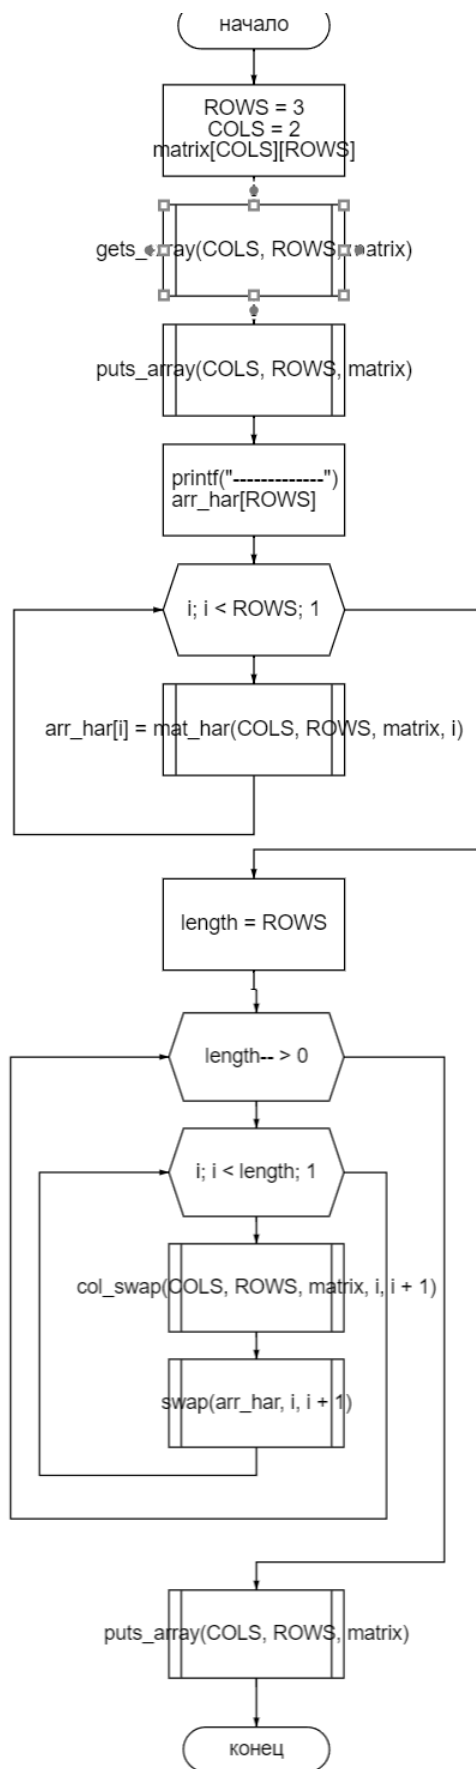 начало
ROWS = 3
COLS = 2
matrix[COLS][ROWS]
gets_array(COLS, ROWS, matrix)
puts_array(COLS, ROWS, matrix)
printf("-------------")
arr_har[ROWS]
i; i < ROWS; 1
arr_har[i] = mat_har(COLS, ROWS, matrix, i)
length = ROWS
length-- > 0
i; i < length; 1
col_swap(COLS, ROWS, matrix, i, i + 1)
swap(arr_har, i, i + 1)
puts_array(COLS, ROWS, matrix)
конец